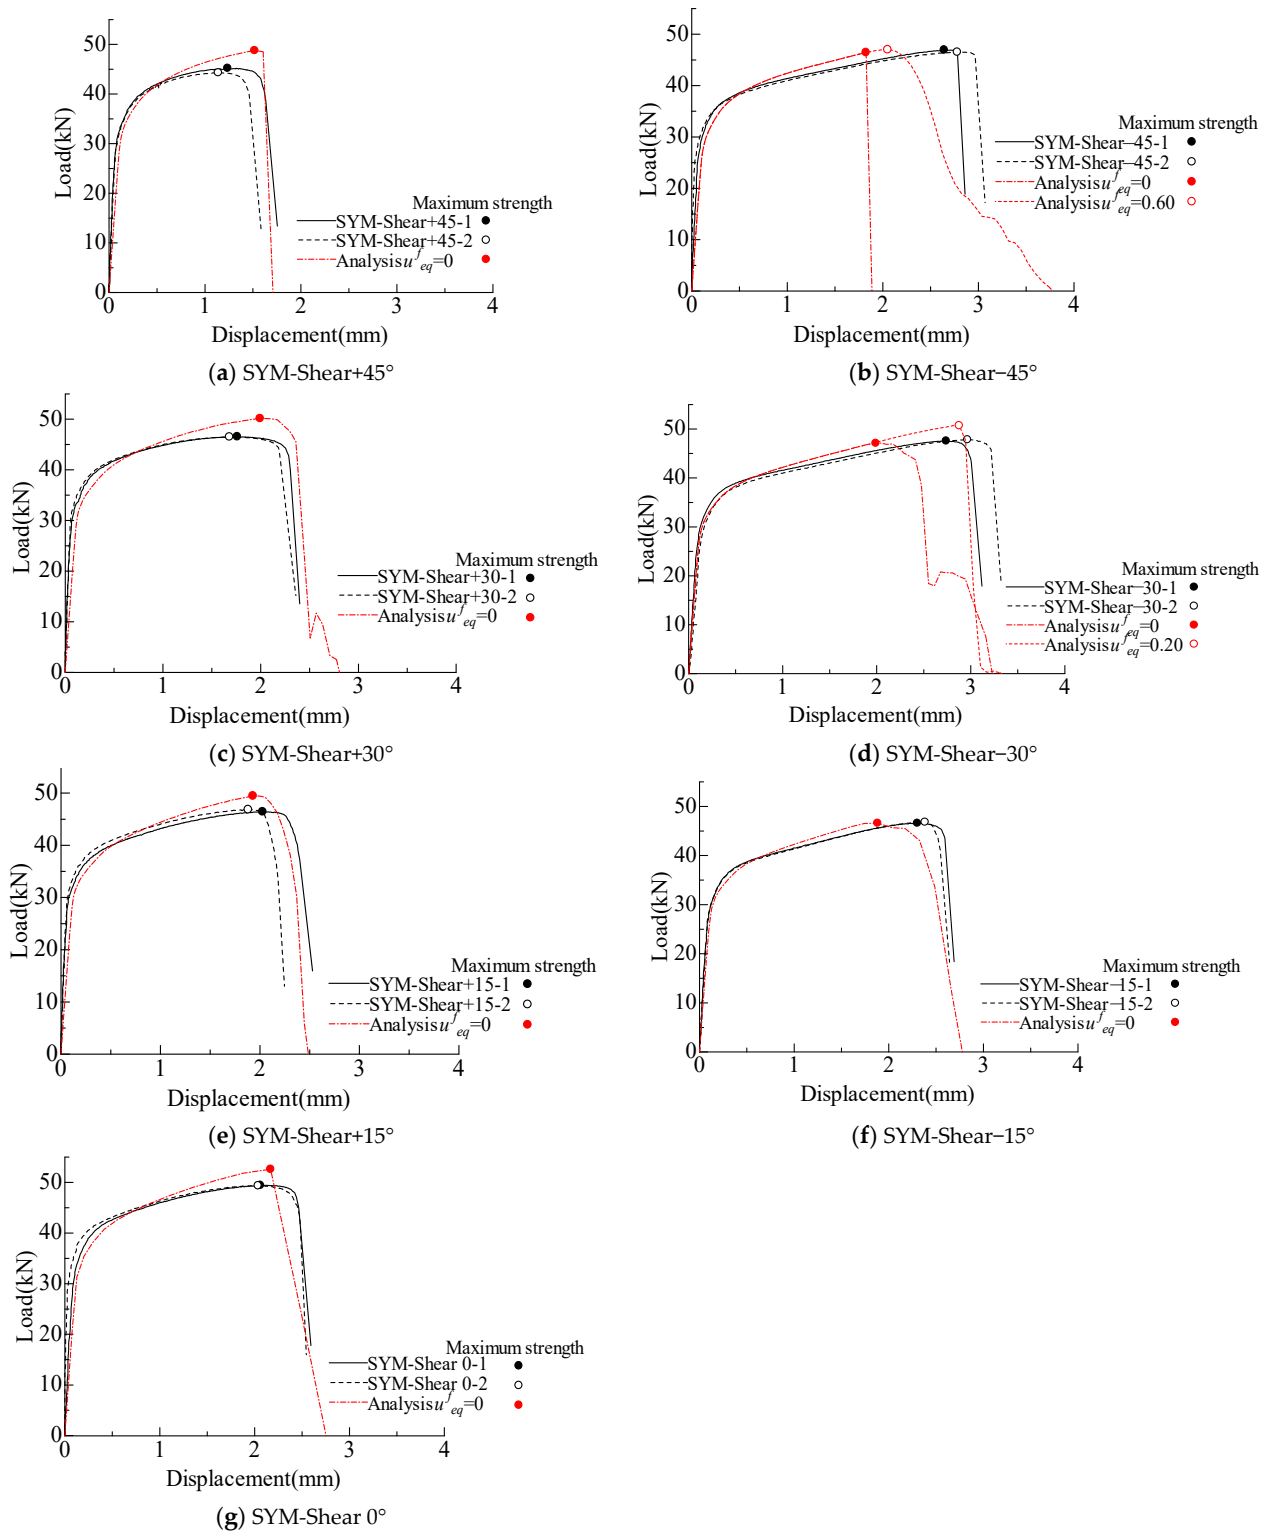 Load(kN)
50
40
30
20
10
0
0 1 2 3 4
Displacement(mm)
Maximum strength
SYM-Shear+45-1
SYM-Shear+45-2
Analysis u^f_eq=0
(a) SYM-Shear+45°
Load(kN)
50
40
30
20
10
0
0 1 2 3 4
Displacement(mm)
Maximum strength
SYM-Shear−45-1
SYM-Shear−45-2
Analysis u^f_eq=0
Analysis u^f_eq=0.60
(b) SYM-Shear−45°
Load(kN)
50
40
30
20
10
0
0 1 2 3 4
Displacement(mm)
Maximum strength
SYM-Shear+30-1
SYM-Shear+30-2
Analysis u^f_eq=0
(c) SYM-Shear+30°
Load(kN)
50
40
30
20
10
0
0 1 2 3 4
Displacement(mm)
Maximum strength
SYM-Shear−30-1
SYM-Shear−30-2
Analysis u^f_eq=0
Analysis u^f_eq=0.20
(d) SYM-Shear−30°
Load(kN)
50
40
30
20
10
0
0 1 2 3 4
Displacement(mm)
Maximum strength
SYM-Shear+15-1
SYM-Shear+15-2
Analysis u^f_eq=0
(e) SYM-Shear+15°
Load(kN)
50
40
30
20
10
0
0 1 2 3 4
Displacement(mm)
Maximum strength
SYM-Shear−15-1
SYM-Shear−15-2
Analysis u^f_eq=0
(f) SYM-Shear−15°
Load(kN)
50
40
30
20
10
0
0 1 2 3 4
Displacement(mm)
Maximum strength
SYM-Shear 0-1
SYM-Shear 0-2
Analysis u^f_eq=0
(g) SYM-Shear 0°